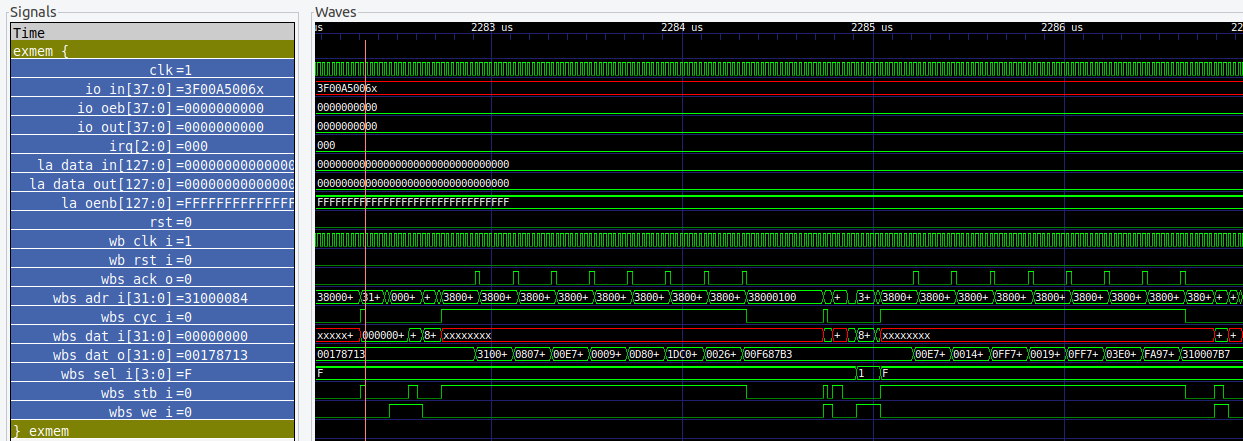 Signals
Time
exmem {
clk=1
io_in[37:0]=3F00A5006x
io_oeb[37:0]=0000000000
io_out[37:0]=0000000000
irq[2:0]=000
la_data_in[127:0]=00000000000000
la_data_out[127:0]=00000000000000
la_oenb[127:0]=FFFFFFFFFFFFFF
rst=0
wb_clk_i=1
wb_rst_i=0
wbs_ack_o=0
wbs_adr_i[31:0]=31000084
wbs_cyc_i=0
wbs_dat_i[31:0]=00000000
wbs_dat_o[31:0]=00178713
wbs_sel_i[3:0]=F
wbs_stb_i=0
wbs_we_i=0
} exmem
Waves
us 2283 us 2284 us 2285 us 2286 us 22
3F00A5006x
0000000000
0000000000
000
00000000000000000000000000000000
00000000000000000000000000000000
FFFFFFFFFFFFFFFFFFFFFFFFFFFFFFFF
38000+ 31+ 000+ + 3800+ 3800+ 3800+ 3800+ 3800+ 3800+ 3800+ 3800+ 38000100 + 3+ 3800+ 3800+ 3800+ 3800+ 3800+ 3800+ 3800+ 3800+ 380+ + +
xxxxx+ 000000+ + 8+ xxxxxxxx + 8+ xxxxxxxx + +
00178713 3100+ 0807+ 00E7+ 0009+ 0D80+ 1DC0+ 0026+ 00F687B3 00E7+ 0014+ 0FF7+ 0019+ 0FF7+ 03E0+ FA97+ 310007B7
F 1 F